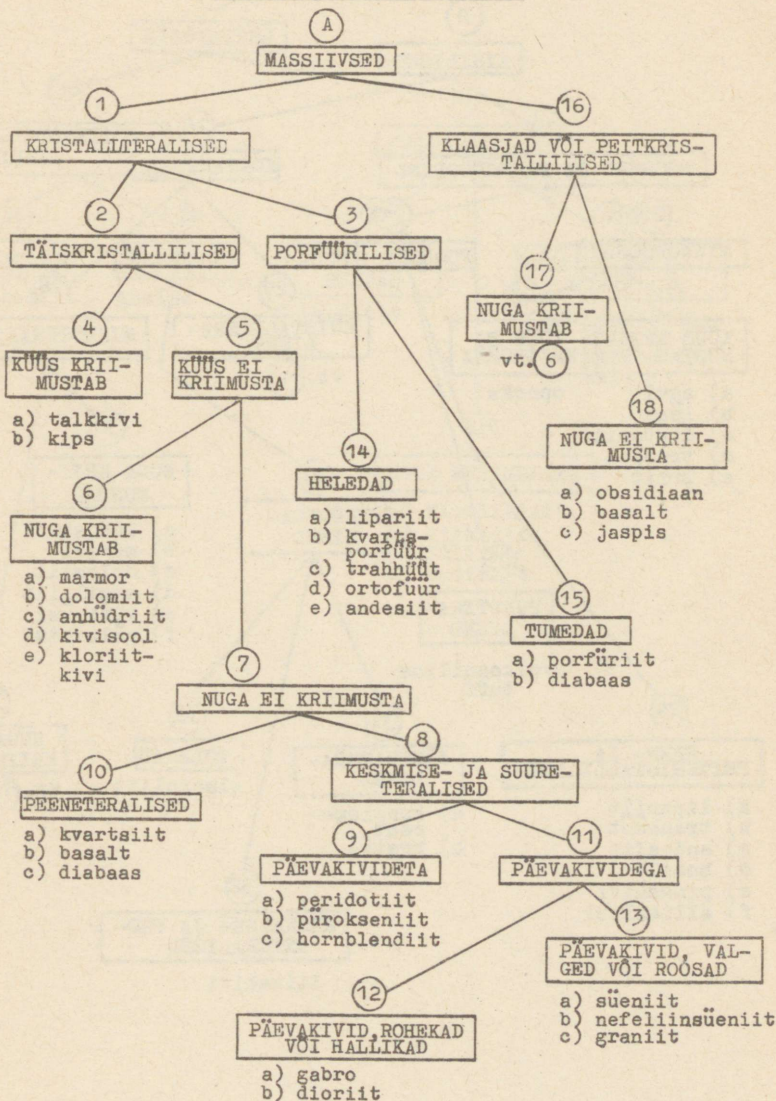 A
MASSIIVSED
1
16
KRISTALLTERALISED
KLAASJAD VÕI PEITKRIS-
TALLILISED
2
3
TÄISKRISTALLILISED
PORFÜÜRILISED
17
NUGA KRII-
MUSTAB
vt. 6
4
5
KÜÜS KRII-
MUSTAB
KÜÜS EI
KRIIMUSTA
a) talkkivi
b) kips
18
NUGA EI KRII-
MUSTA
a) obsidiaan
b) basalt
c) jaspis
14
HELEDAD
a) lipariit
b) kvarts-
porfüür
c) trahhüüt
d) ortofüür
e) andesiit
6
NUGA KRII-
MUSTAB
a) marmor
b) dolomiit
c) anhüdriit
d) kivisool
e) kloriit-
kivi
15
TUMEDAD
a) porfüriit
b) diabaas
7
NUGA EI KRIIMUSTA
10
8
PEENETERALISED
a) kvartsiit
b) basalt
c) diabaas
KESKMISE- JA SUURE-
TERALISED
9
11
PÄEVAKIVIDETA
a) peridotiit
b) pürokseniit
c) hornblendiit
PÄEVAKIVIDEGA
13
PÄEVAKIVID, VAL-
GED VÕI ROOSAD
a) süeniit
b) nefeliinsüeniit
c) graniit
12
PÄEVAKIVID, ROHEKAD
VÕI HALLIKAD
a) gabro
b) dioriit